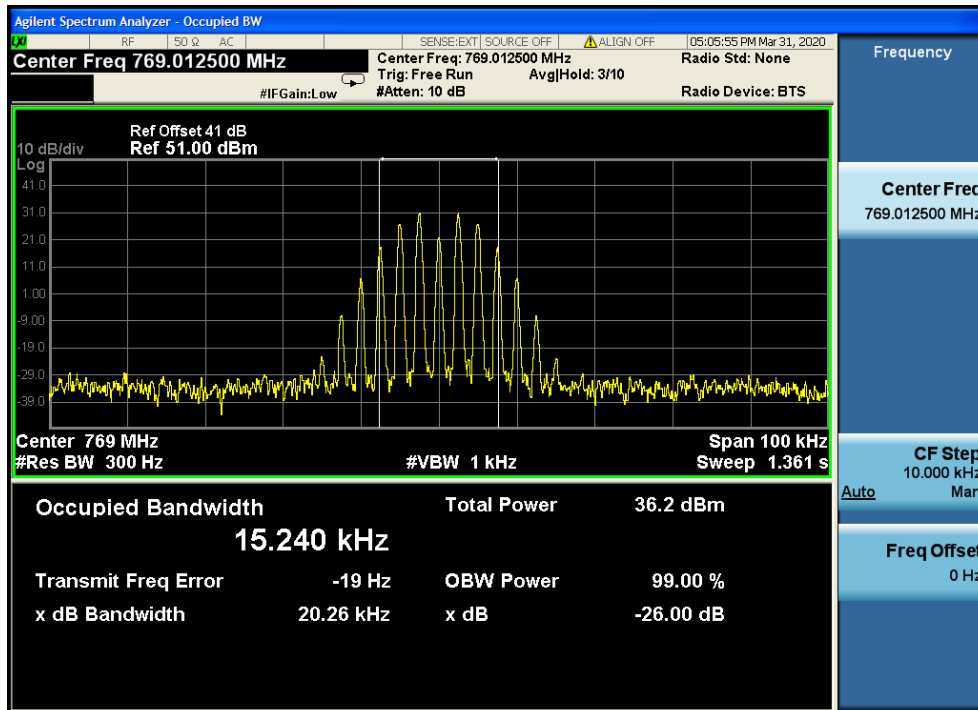 Agilent Spectrum Analyzer - Occupied BW
LXI RF 50 Ω AC SENSE:EXT SOURCE OFF ALIGN OFF 05:05:55 PM Mar 31, 2020
Center Freq 769.012500 MHz
Center Freq: 769.012500 MHz
Radio Std: None
Trig: Free Run Avg|Hold: 3/10
#IFGain:Low
#Atten: 10 dB
Radio Device: BTS
Ref Offset 41 dB
10 dB/div Ref 51.00 dBm
Log
41.0
31.0
21.0
11.0
1.00
-9.00
-19.0
-29.0
-39.0
Center 769 MHz Span 100 kHz
#Res BW 300 Hz #VBW 1 kHz Sweep 1.361 s
Occupied Bandwidth Total Power 36.2 dBm
15.240 kHz
Transmit Freq Error -19 Hz OBW Power 99.00 %
x dB Bandwidth 20.26 kHz x dB -26.00 dB
Frequency
Center Freq
769.012500 MHz
CF Step
10.000 kHz
Auto Man
Freq Offset
0 Hz